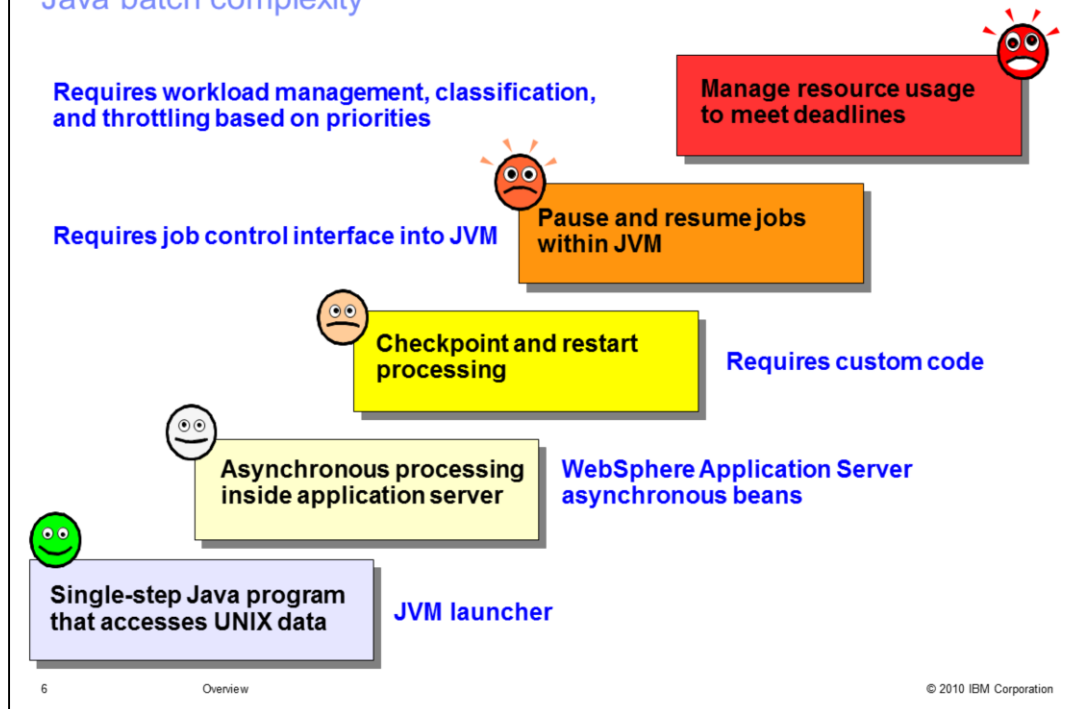 Java batch complexity
Requires workload management, classification,
and throttling based on priorities
Manage resource usage
to meet deadlines
Requires job control interface into JVM
Pause and resume jobs
within JVM
Checkpoint and restart
processing
Requires custom code
Asynchronous processing
inside application server
WebSphere Application Server
asynchronous beans
Single-step Java program
that accesses UNIX data
JVM launcher
6
Overview
© 2010 IBM Corporation